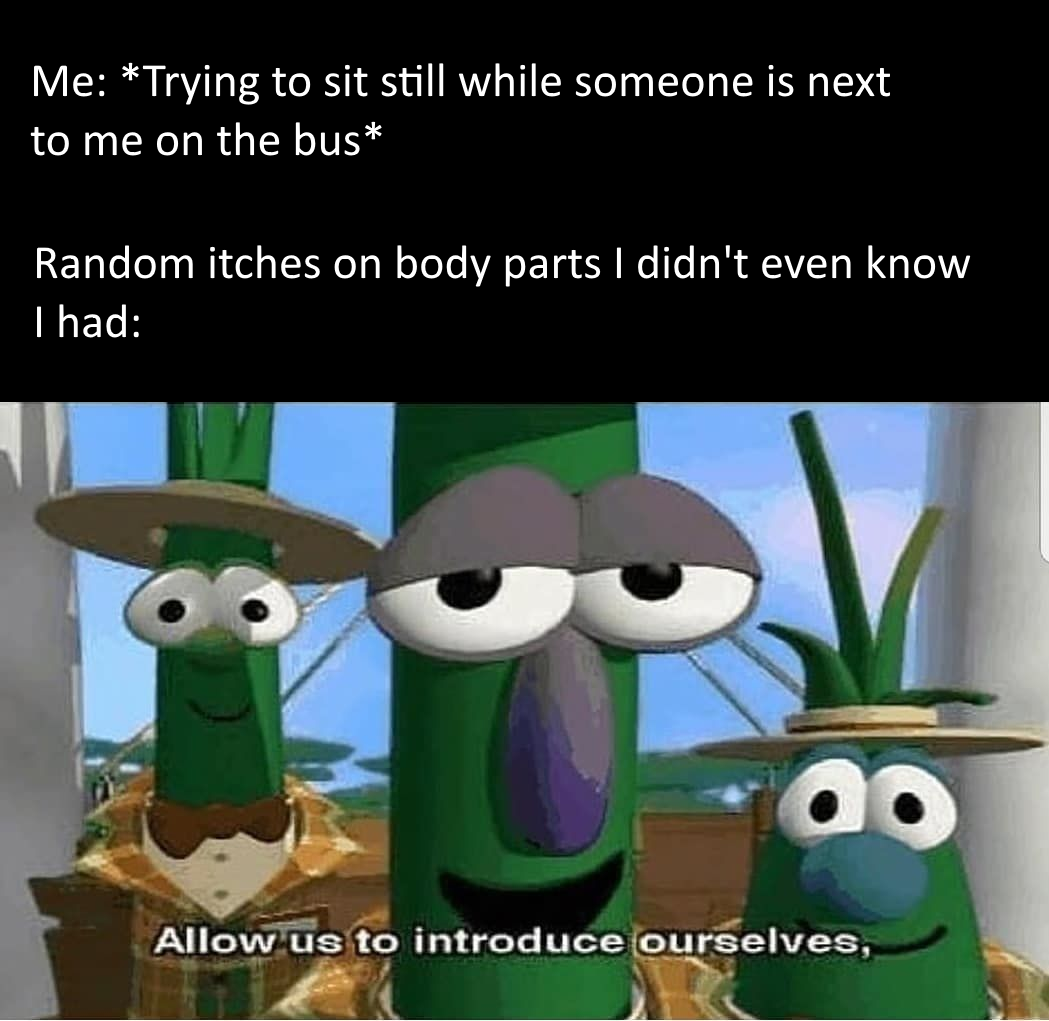 Me: *Trying to sit still while someone is next
to me on the bus*
Random itches on body parts I didn't even know
I had:
Allow us to introduce ourselves,